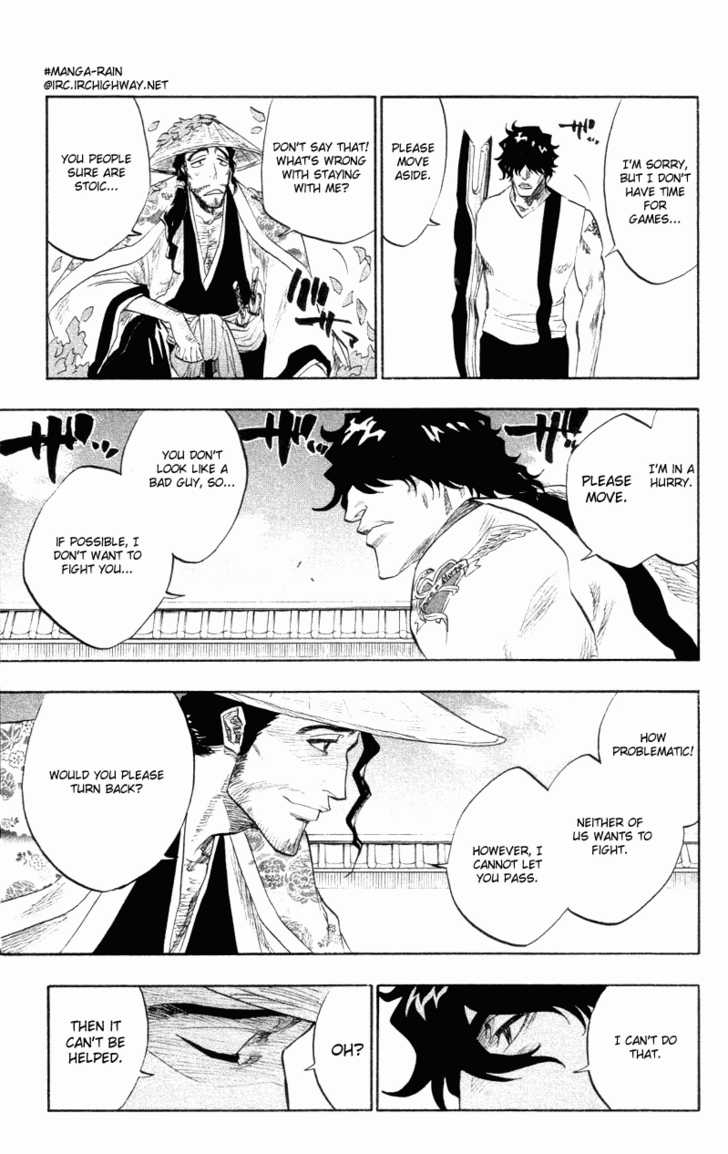 #MANGA-RAIN
@IRC.IRCHIGHWAY.NET
I'M SORRY,
BUT I DON'T
HAVE TIME
FOR
GAMES...
PLEASE
MOVE
ASIDE.
DON'T SAY THAT!
WHAT'S WRONG
WITH STAYING
WITH ME?
YOU PEOPLE
SURE ARE
STOIC...
I'M IN A
HURRY.
PLEASE
MOVE.
YOU DON'T
LOOK LIKE A
BAD GUY, SO...
IF POSSIBLE, I
DON'T WANT TO
FIGHT YOU...
HOW
PROBLEMATIC!
NEITHER OF
US WANTS TO
FIGHT.
HOWEVER, I
CANNOT LET
YOU PASS.
WOULD YOU PLEASE
TURN BACK?
I CAN'T DO
THAT.
OH?
THEN IT
CAN'T BE
HELPED.